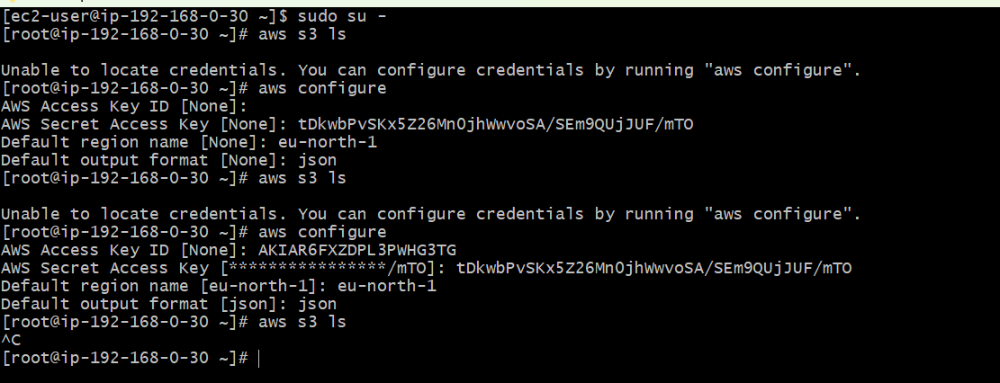 [ec2-user@ip-192-168-0-30 ~]$ sudo su -
[root@ip-192-168-0-30 ~]# aws s3 ls
Unable to locate credentials. You can configure credentials by running "aws configure".
[root@ip-192-168-0-30 ~]# aws configure
AWS Access Key ID [None]:
AWS Secret Access Key [None]: tDkwbPvSKx5Z26Mn0jhWwvoSA/SEm9QUjJUF/mTO
Default region name [None]: eu-north-1
Default output format [None]: json
[root@ip-192-168-0-30 ~]# aws s3 ls
Unable to locate credentials. You can configure credentials by running "aws configure".
[root@ip-192-168-0-30 ~]# aws configure
AWS Access Key ID [None]: AKIAR6FXZDPL3PWHG3TG
AWS Secret Access Key [****************/mTO]: 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
Default region name [eu-north-1]: eu-north-1
Default output format [json]: json
[root@ip-192-168-0-30 ~]# aws s3 ls
^C
[root@ip-192-168-0-30 ~]#